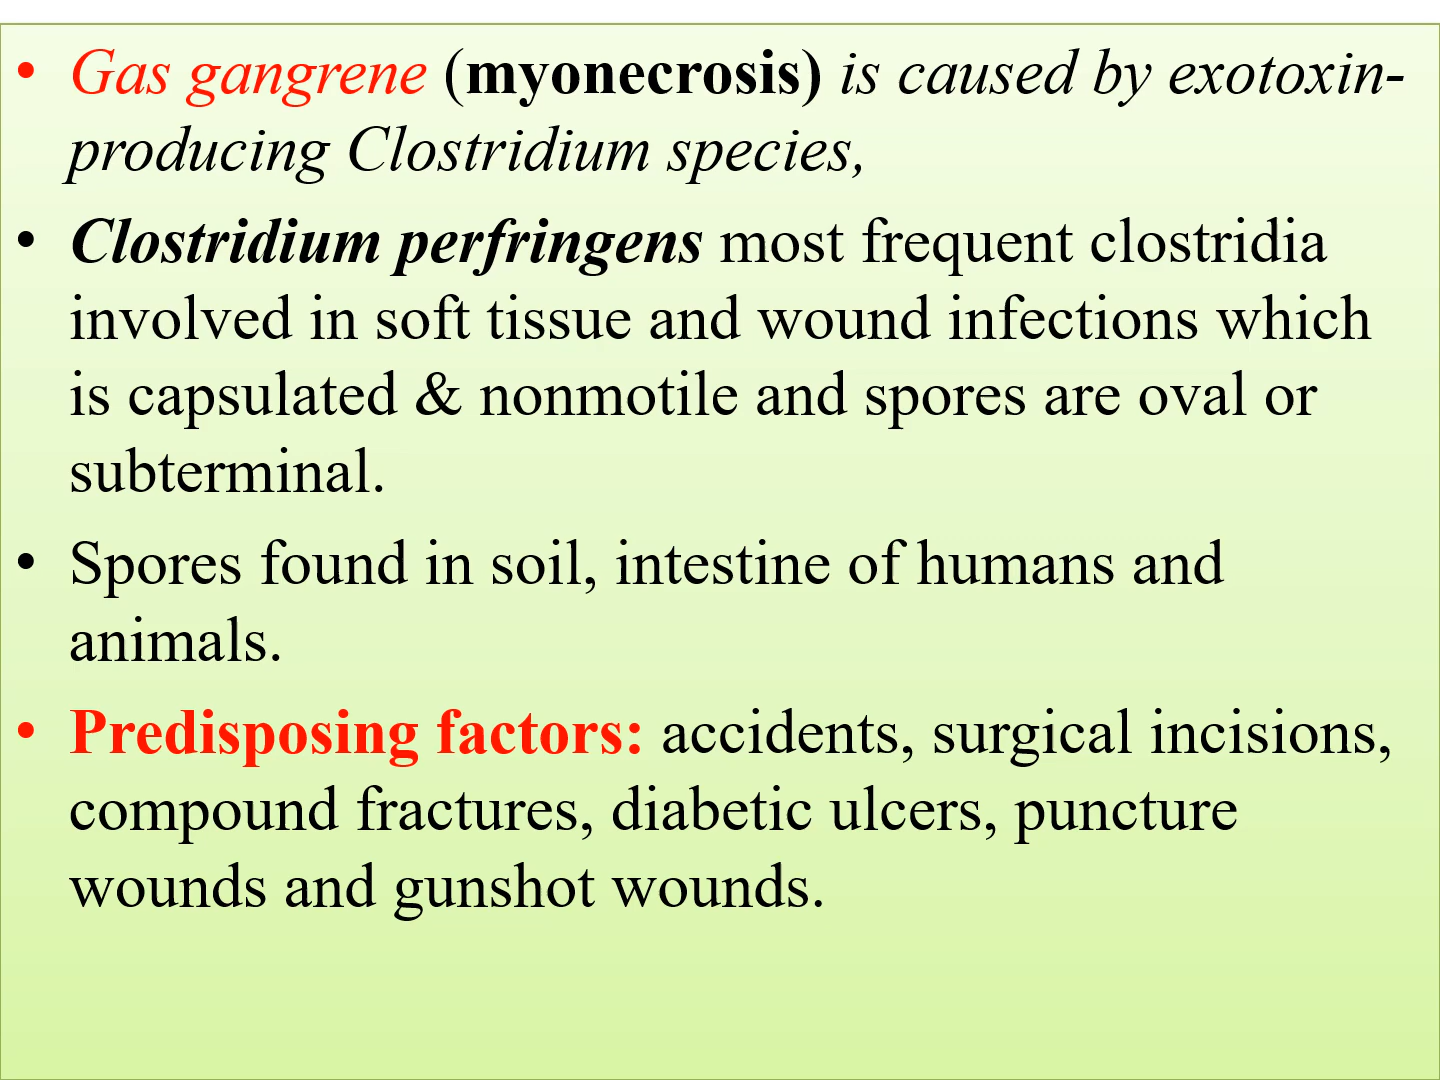 • Gas gangrene (myonecrosis) is caused by exotoxin-
producing Clostridium species,
• Clostridium perfringens most frequent clostridia
involved in soft tissue and wound infections which
is capsulated & nonmotile and spores are oval or
subterminal.
• Spores found in soil, intestine of humans and
animals.
• Predisposing factors: accidents, surgical incisions,
compound fractures, diabetic ulcers, puncture
wounds and gunshot wounds.